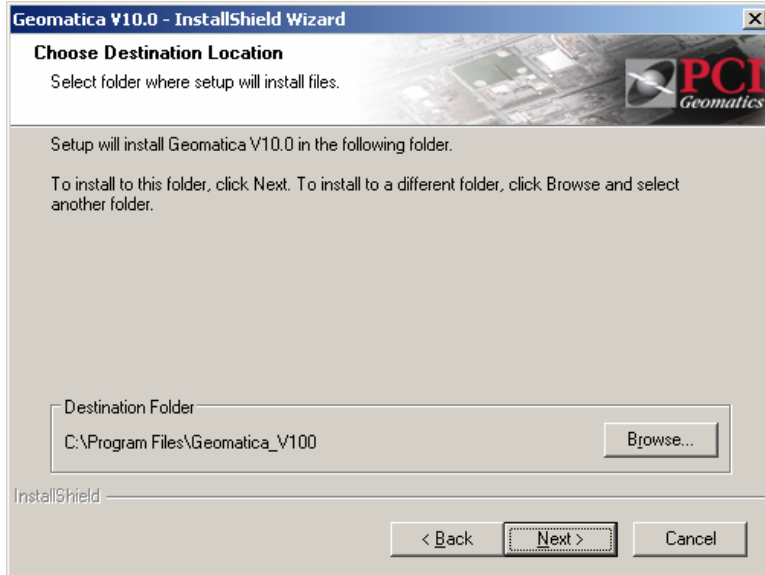 Geomatica V10.0 - InstallShield Wizard
Choose Destination Location
Select folder where setup will install files.
PCI
Geomatics
Setup will install Geomatica V10.0 in the following folder.
To install to this folder, click Next. To install to a different folder, click Browse and select
another folder.
Destination Folder
C:\Program Files\Geomatica_V100
Browse...
InstallShield
< Back
Next >
Cancel